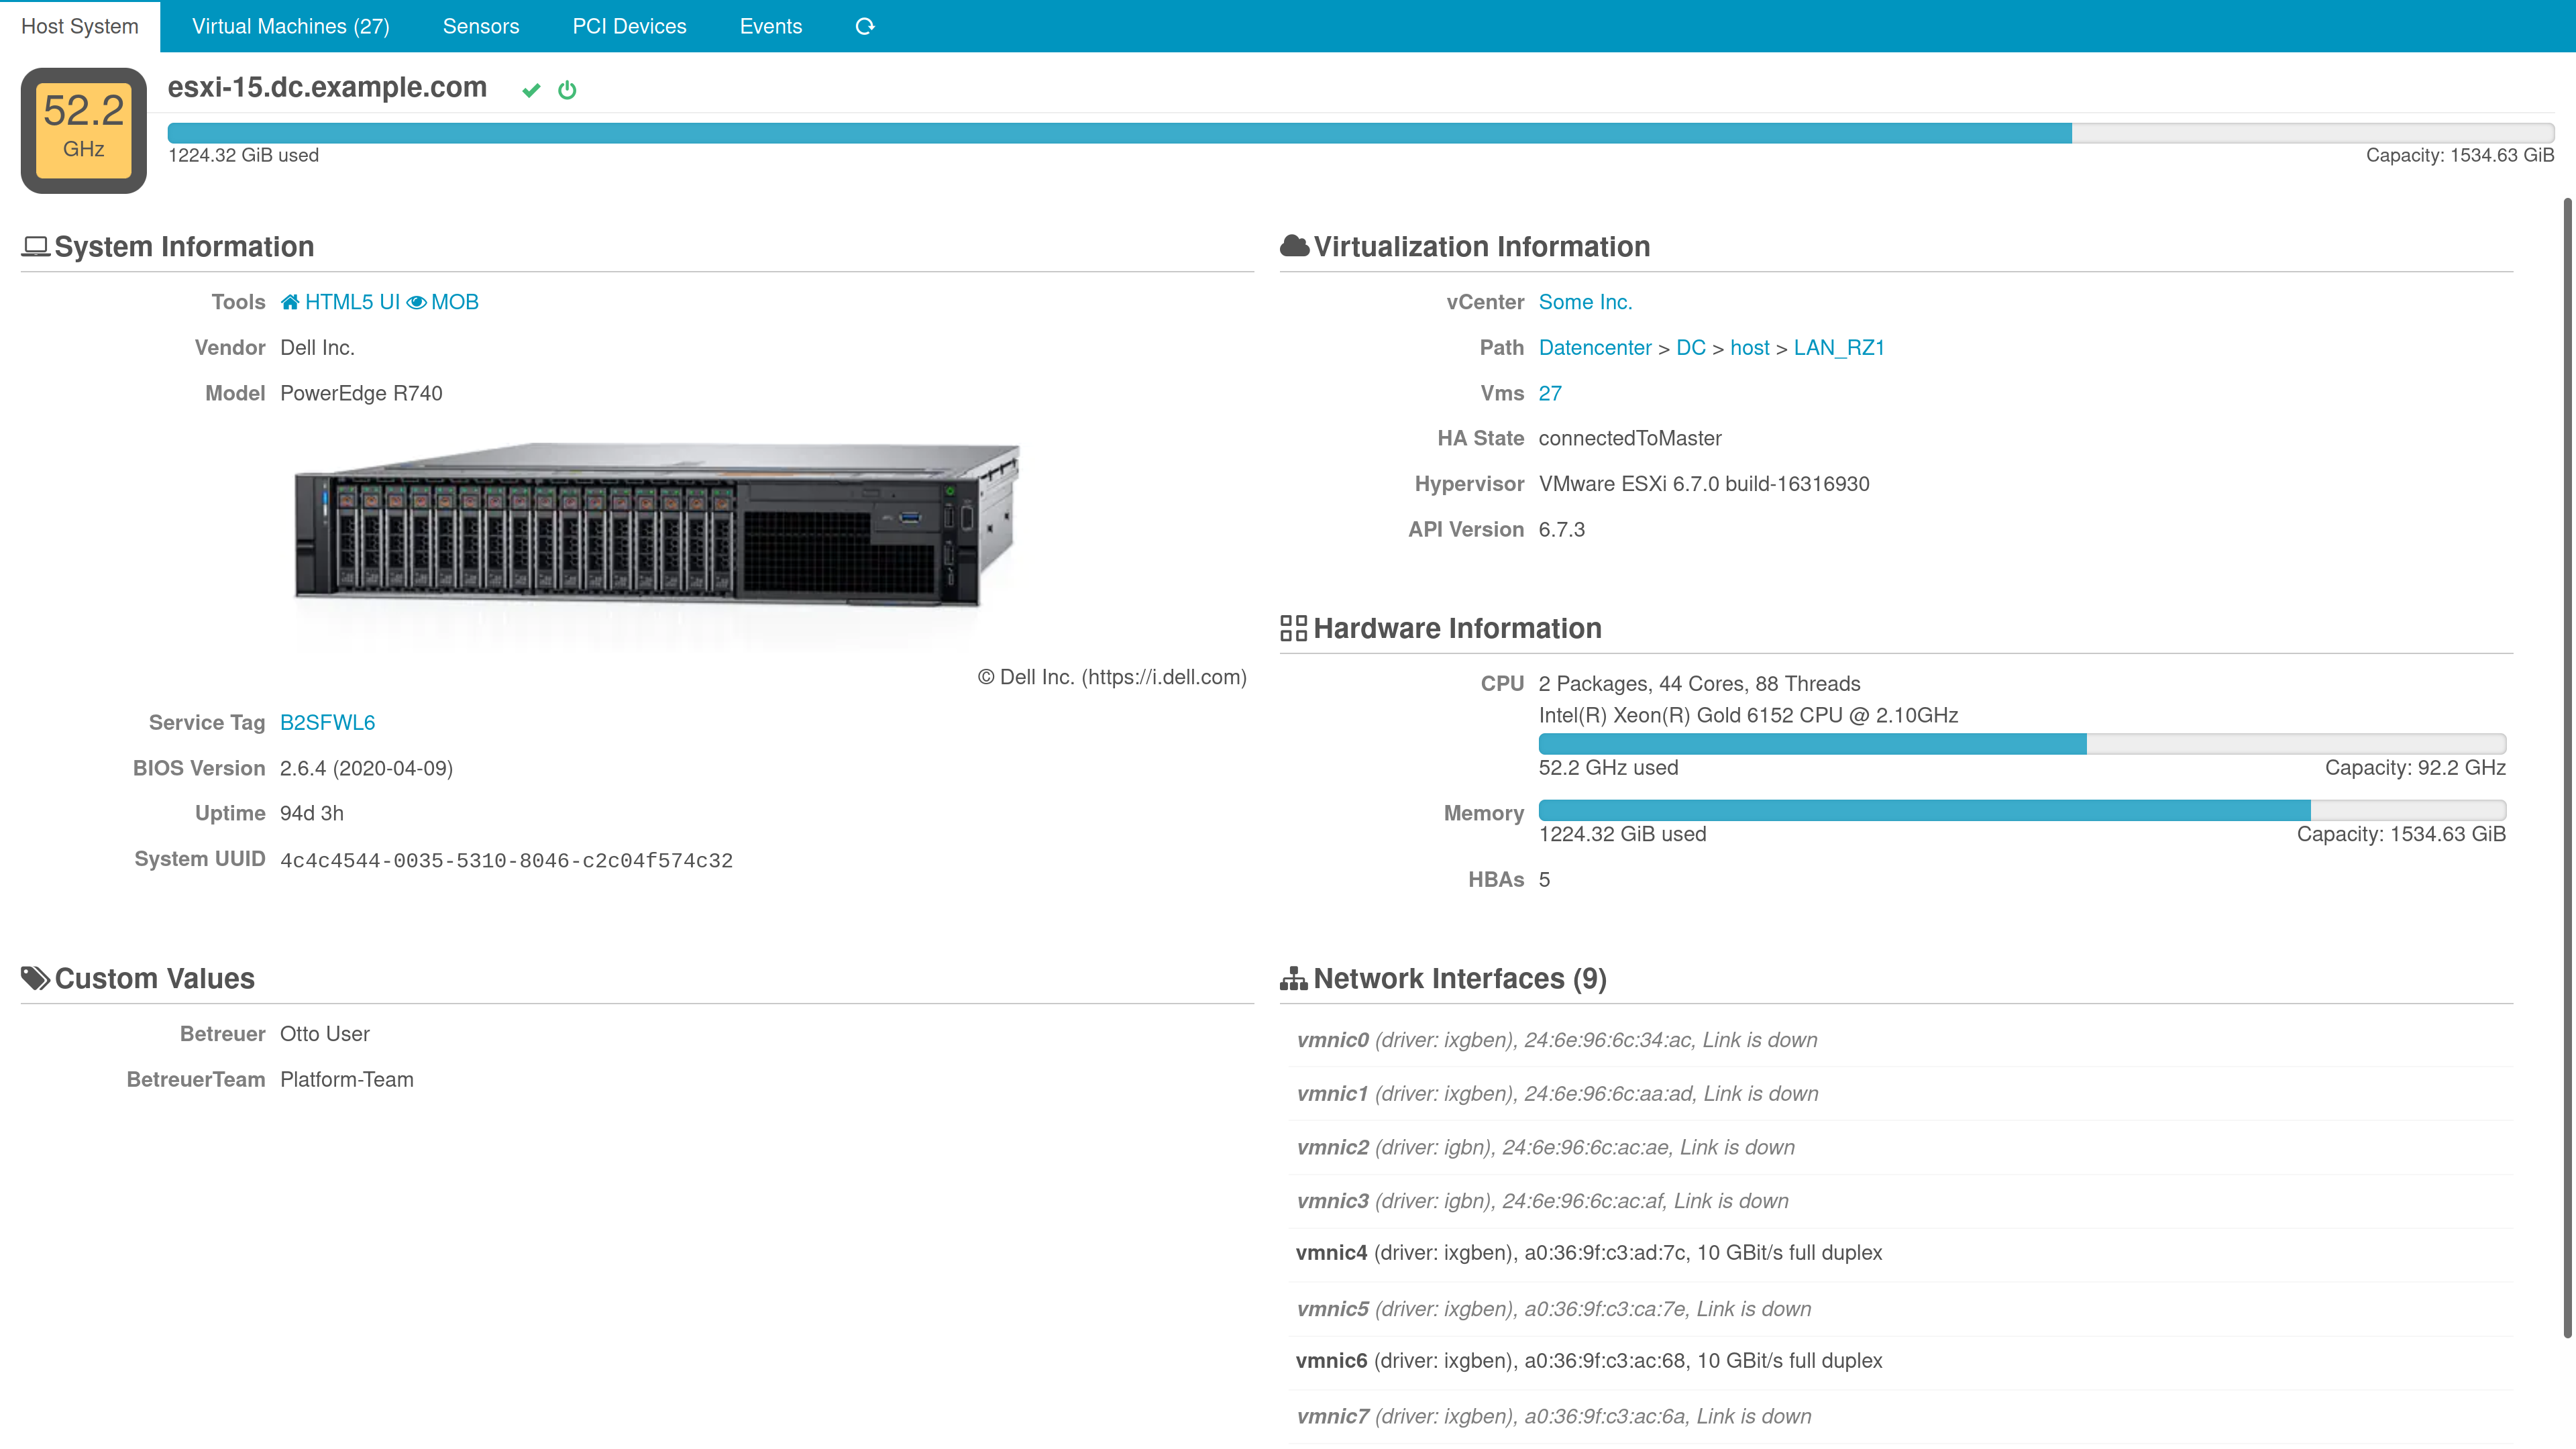 Host System
Virtual Machines (27)
Sensors
PCI Devices
Events
52.2
GHz
esxi-15.dc.example.com
1224.32 GiB used
Capacity: 1534.63 GiB
System Information
Tools HTML5 UI MOB
Vendor Dell Inc.
Model PowerEdge R740
© Dell Inc. (https://i.dell.com)
Service Tag B2SFWL6
BIOS Version 2.6.4 (2020-04-09)
Uptime 94d 3h
System UUID 4c4c4544-0035-5310-8046-c2c04f574c32
Custom Values
Betreuer Otto User
BetreuerTeam Platform-Team
Virtualization Information
vCenter Some Inc.
Path Datencenter > DC > host > LAN_RZ1
Vms 27
HA State connectedToMaster
Hypervisor VMware ESXi 6.7.0 build-16316930
API Version 6.7.3
Hardware Information
CPU 2 Packages, 44 Cores, 88 Threads
Intel(R) Xeon(R) Gold 6152 CPU @ 2.10GHz
52.2 GHz used
Capacity: 92.2 GHz
Memory
1224.32 GiB used
Capacity: 1534.63 GiB
HBAs 5
Network Interfaces (9)
vmnic0 (driver: ixgben), 24:6e:96:6c:34:ac, Link is down
vmnic1 (driver: ixgben), 24:6e:96:6c:aa:ad, Link is down
vmnic2 (driver: igbn), 24:6e:96:6c:ac:ae, Link is down
vmnic3 (driver: igbn), 24:6e:96:6c:ac:af, Link is down
vmnic4 (driver: ixgben), a0:36:9f:c3:ad:7c, 10 GBit/s full duplex
vmnic5 (driver: ixgben), a0:36:9f:c3:ca:7e, Link is down
vmnic6 (driver: ixgben), a0:36:9f:c3:ac:68, 10 GBit/s full duplex
vmnic7 (driver: ixgben), a0:36:9f:c3:ac:6a, Link is down